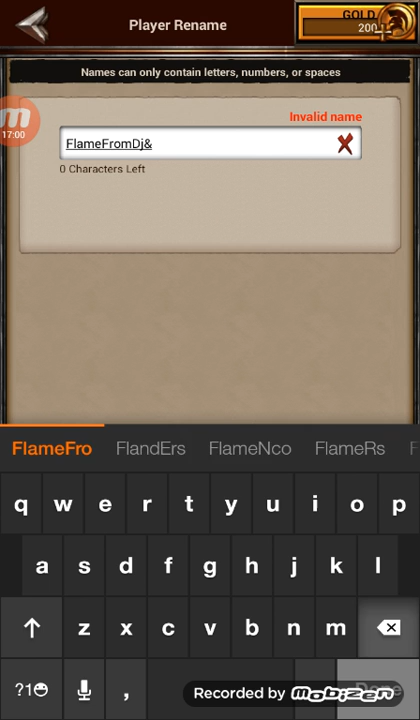 Player Rename
GOLD
200
Names can only contain letters, numbers, or spaces
Invalid name
17:00
FlameFromDj&
0 Characters Left
FlameFro FlandErs FlameNco FlameRs F
q w e r t y u i o p
a s d f g h j k l
z x c v b n m
?1 , Done
Recorded by mobizen